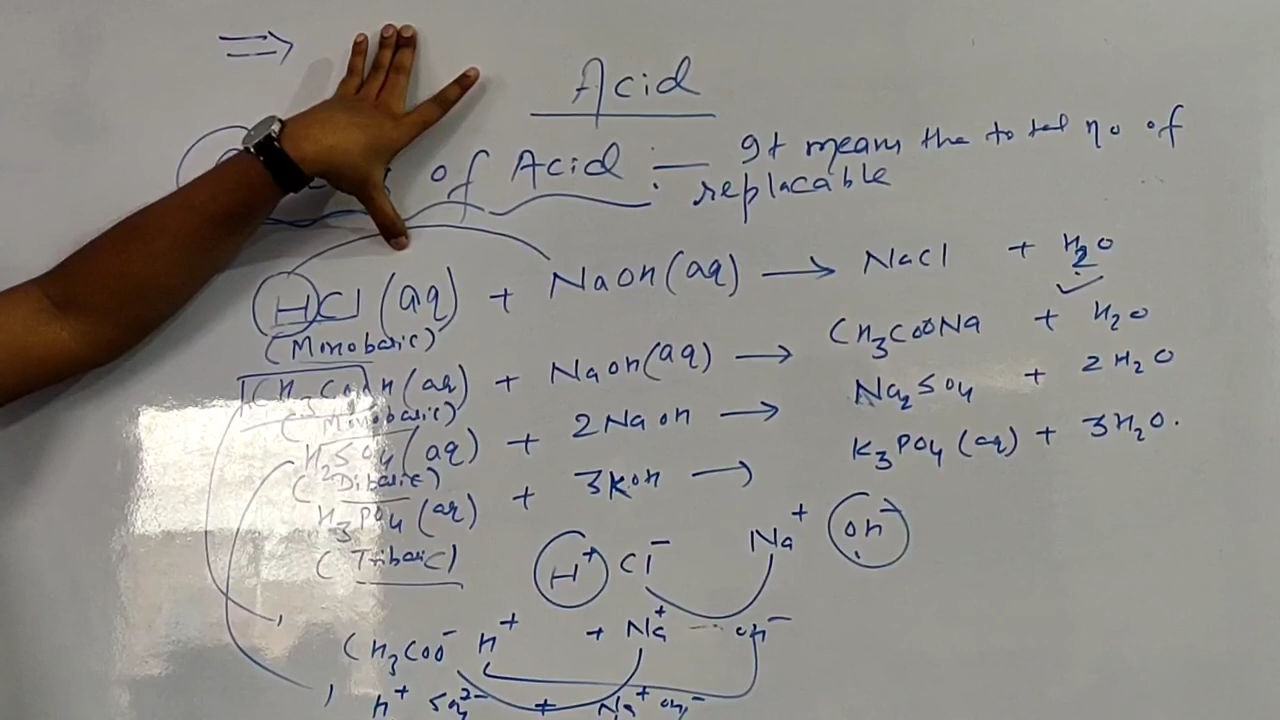 ⇒
Acid
of Acid :— It means the total no of
replacable
HCl (aq) + NaOH (aq) → NaCl + H2O
(Monobasic)
CH3COOH (aq) + NaOH (aq) → CH3COONa + H2O
(Monobasic)
H2SO4 (aq) + 2NaOH → Na2SO4 + 2H2O
(Dibasic)
H3PO4 (aq) + 3KOH → K3PO4 (aq) + 3H2O.
(Tribasic)
H+ Cl− Na+ OH−
CH3COO− H+ + Na+ OH−
H+ SO4 2− + Na+ OH−